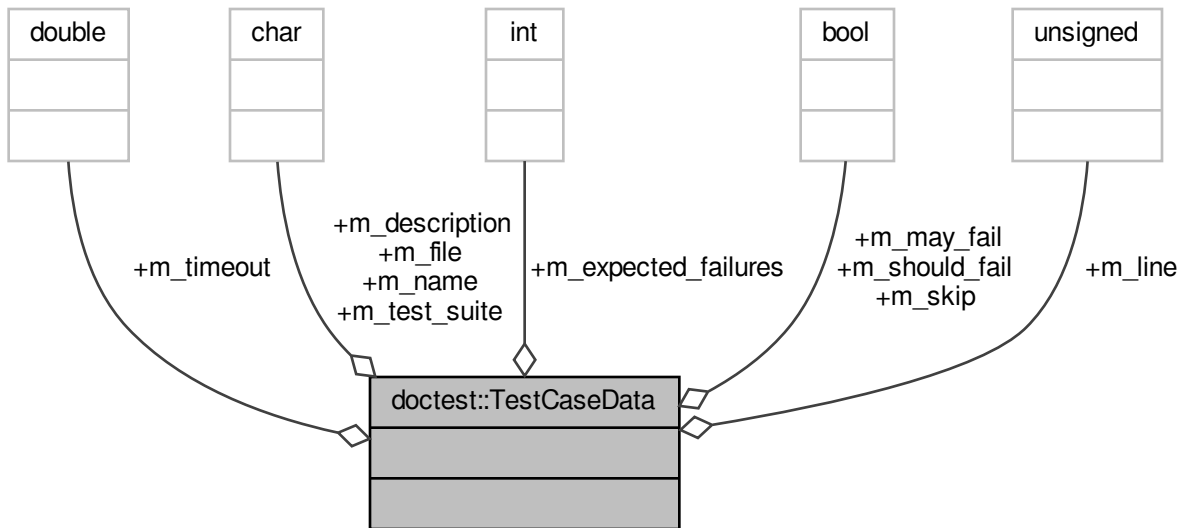 double
char
int
bool
unsigned
+m_timeout
+m_description
+m_file
+m_name
+m_test_suite
+m_expected_failures
+m_may_fail
+m_should_fail
+m_skip
+m_line
doctest::TestCaseData